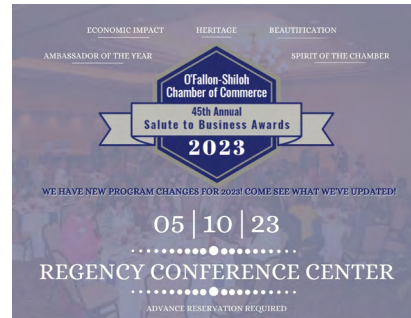 ECONOMIC IMPACT HERITAGE BEAUTIFICATION
AMBASSADOR OF THE YEAR SPIRIT OF THE CHAMBER
O'Fallon-Shiloh
Chamber of Commerce
45th Annual
Salute to Business Awards
2023
WE HAVE NEW PROGRAM CHANGES FOR 2023! COME SEE WHAT WE'VE UPDATED!
05 | 10 | 23
REGENCY CONFERENCE CENTER
ADVANCE RESERVATION REQUIRED